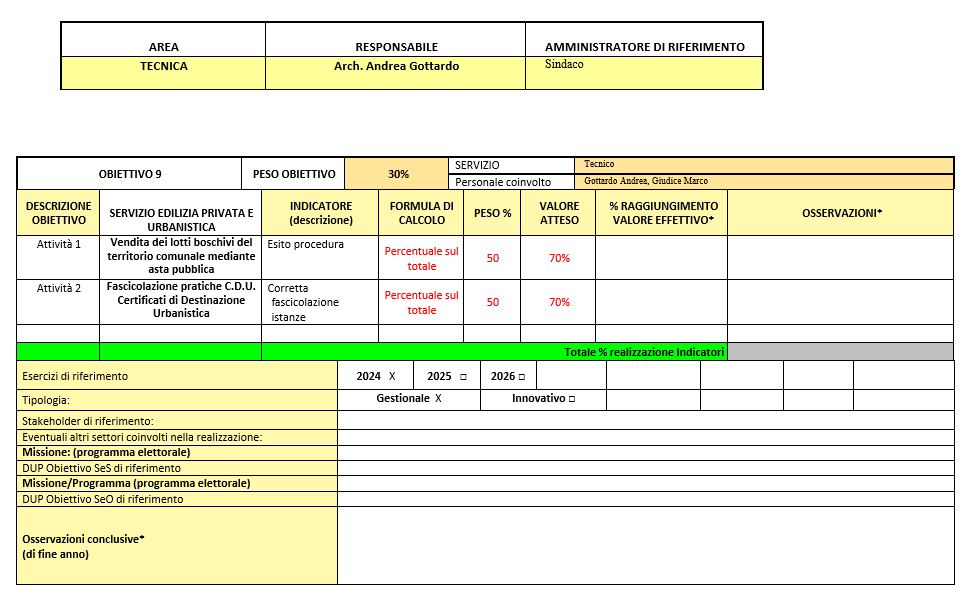 AREA RESPONSABILE AMMINISTRATORE DI RIFERIMENTO
TECNICA Arch. Andrea Gottardo Sindaco
OBIETTIVO 9 PESO OBIETTIVO 30% SERVIZIO Tecnico
Personale coinvolto Gottardo Andrea, Giudice Marco
DESCRIZIONE OBIETTIVO
SERVIZIO EDILIZIA PRIVATA E URBANISTICA
INDICATORE (descrizione)
FORMULA DI CALCOLO
PESO %
VALORE ATTESO
% RAGGIUNGIMENTO VALORE EFFETTIVO*
OSSERVAZIONI*
Attività 1
Vendita dei lotti boschivi del
territorio comunale mediante
asta pubblica
Esito procedura
Percentuale sul
totale
50
70%
Attività 2
Fascicolazione pratiche C.D.U.
Certificati di Destinazione
Urbanistica
Corretta
fascicolazione
istanze
Percentuale sul
totale
50
70%
Totale % realizzazione Indicatori
Esercizi di riferimento 2024 X 2025 □ 2026 □
Tipologia: Gestionale X Innovativo □
Stakeholder di riferimento:
Eventuali altri settori coinvolti nella realizzazione:
Missione: (programma elettorale)
DUP Obiettivo SeS di riferimento
Missione/Programma (programma elettorale)
DUP Obiettivo SeO di riferimento
Osservazioni conclusive*
(di fine anno)